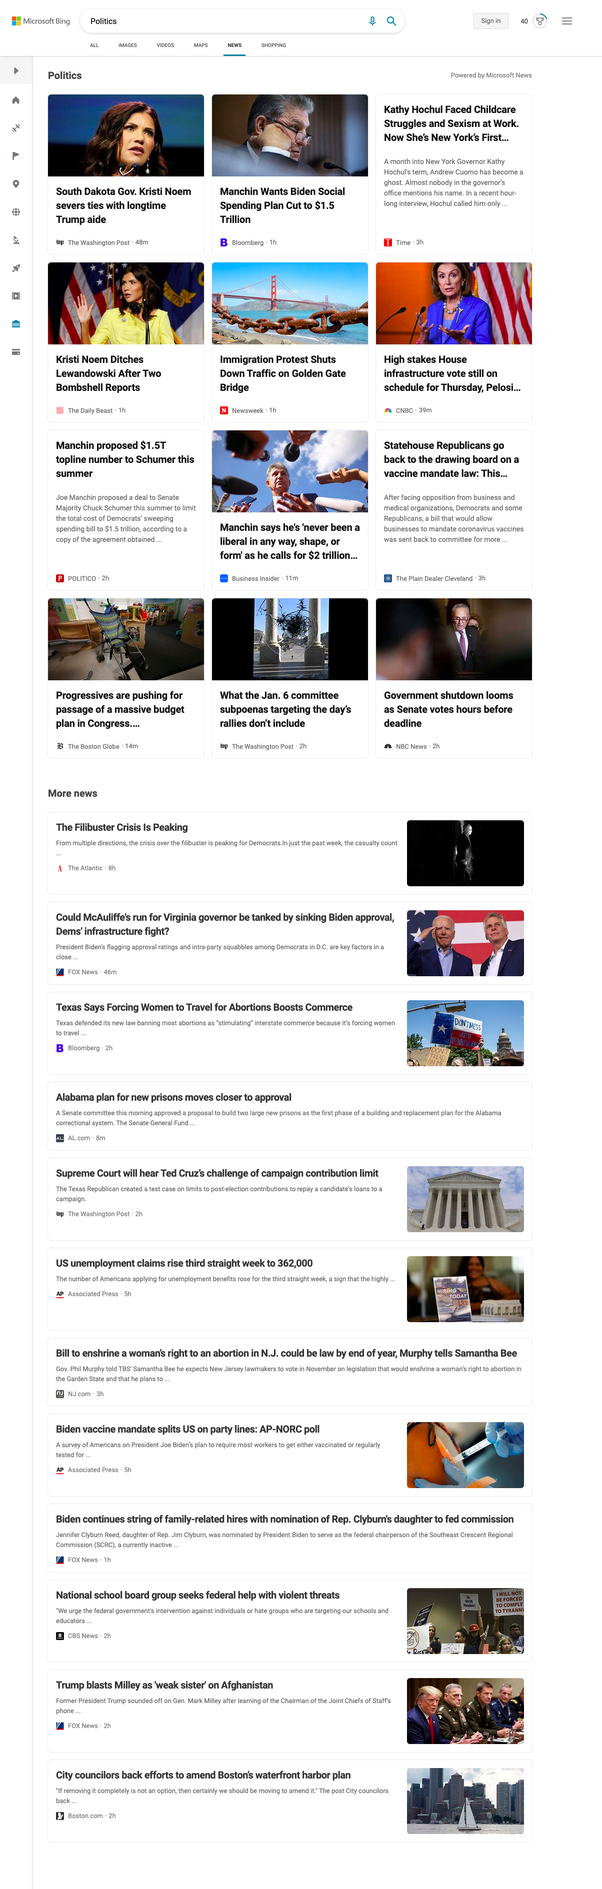 Microsoft Bing
Politics
Sign in
40
ALL IMAGES VIDEOS MAPS NEWS SHOPPING
Politics
Powered by Microsoft News
South Dakota Gov. Kristi Noem
severs ties with longtime
Trump aide
The Washington Post · 48m
Manchin Wants Biden Social
Spending Plan Cut to $1.5
Trillion
Bloomberg · 1h
Kathy Hochul Faced Childcare
Struggles and Sexism at Work.
Now She's New York's First...
A month into New York Governor Kathy
Hochul's term, Andrew Cuomo has become a
ghost. Almost nobody in the governor's
office mentions his name. In a recent hour-
long interview, Hochul called him only ...
Time · 3h
Kristi Noem Ditches
Lewandowski After Two
Bombshell Reports
The Daily Beast · 1h
Immigration Protest Shuts
Down Traffic on Golden Gate
Bridge
Newsweek · 1h
High stakes House
infrastructure vote still on
schedule for Thursday, Pelosi...
CNBC · 39m
Manchin proposed $1.5T
topline number to Schumer this
summer
Joe Manchin proposed a deal to Senate
Majority Chuck Schumer this summer to limit
the total cost of Democrats' sweeping
spending bill to $1.5 trillion, according to a
copy of the agreement obtained ...
POLITICO · 2h
Manchin says he's 'never been a
liberal in any way, shape, or
form' as he calls for $2 trillion...
Business Insider · 11m
Statehouse Republicans go
back to the drawing board on a
vaccine mandate law: This...
After facing opposition from business and
medical organizations, Democrats and some
Republicans, a bill that would allow
businesses to mandate coronavirus vaccines
was sent back to committee for more ...
The Plain Dealer Cleveland · 3h
Progressives are pushing for
passage of a massive budget
plan in Congress....
The Boston Globe · 14m
What the Jan. 6 committee
subpoenas targeting the day's
rallies don't include
The Washington Post · 2h
Government shutdown looms
as Senate votes hours before
deadline
NBC News · 2h
More news
The Filibuster Crisis Is Peaking
From multiple directions, the crisis over the filibuster is peaking for Democrats.In just the past week, the casualty count
...
The Atlantic · 8h
Could McAuliffe's run for Virginia governor be tanked by sinking Biden approval,
Dems' infrastructure fight?
President Biden's flagging approval ratings and intra-party squabbles among Democrats in D.C. are key factors in a
close ...
FOX News · 46m
Texas Says Forcing Women to Travel for Abortions Boosts Commerce
Texas defended its new law banning most abortions as "stimulating" interstate commerce because it's forcing women
to travel ...
Bloomberg · 2h
DON'T MESS
Alabama plan for new prisons moves closer to approval
A Senate committee this morning approved a proposal to build two large new prisons as the first phase of a building and replacement plan for the Alabama
correctional system. The Senate General Fund ...
AL.com · 8m
Supreme Court will hear Ted Cruz's challenge of campaign contribution limit
The Texas Republican created a test case on limits to post-election contributions to repay a candidate's loans to a
campaign.
The Washington Post · 2h
US unemployment claims rise third straight week to 362,000
The number of Americans applying for unemployment benefits rose for the third straight week, a sign that the highly ...
Associated Press · 5h
TODAY
Bill to enshrine a woman's right to an abortion in N.J. could be law by end of year, Murphy tells Samantha Bee
Gov. Phil Murphy told TBS' Samantha Bee he expects New Jersey lawmakers to vote in November on legislation that would enshrine a woman's right to abortion in
the Garden State and that he plans to ...
NJ.com · 3h
Biden vaccine mandate splits US on party lines: AP-NORC poll
A survey of Americans on President Joe Biden's plan to require most workers to get either vaccinated or regularly
tested for ...
Associated Press · 5h
Biden continues string of family-related hires with nomination of Rep. Clyburn's daughter to fed commission
Jennifer Clyburn Reed, daughter of Rep. Jim Clyburn, was nominated by President Biden to serve as the federal chairperson of the Southeast Crescent Regional
Commission (SCRC), a currently inactive ...
FOX News · 1h
National school board group seeks federal help with violent threats
"We urge the federal government's intervention against individuals or hate groups who are targeting our schools and
educators ...
CBS News · 2h
I WILL NOT
BE FORCED
TO COMPLY
TO TYRANNY
Trump blasts Milley as 'weak sister' on Afghanistan
Former President Trump sounded off on Gen. Mark Milley after learning of the Chairman of the Joint Chiefs of Staff's
phone ...
FOX News · 2h
City councilors back efforts to amend Boston's waterfront harbor plan
"If removing it completely is not an option, then certainly we should be moving to amend it." The post City councilors
back ...
Boston.com · 2h